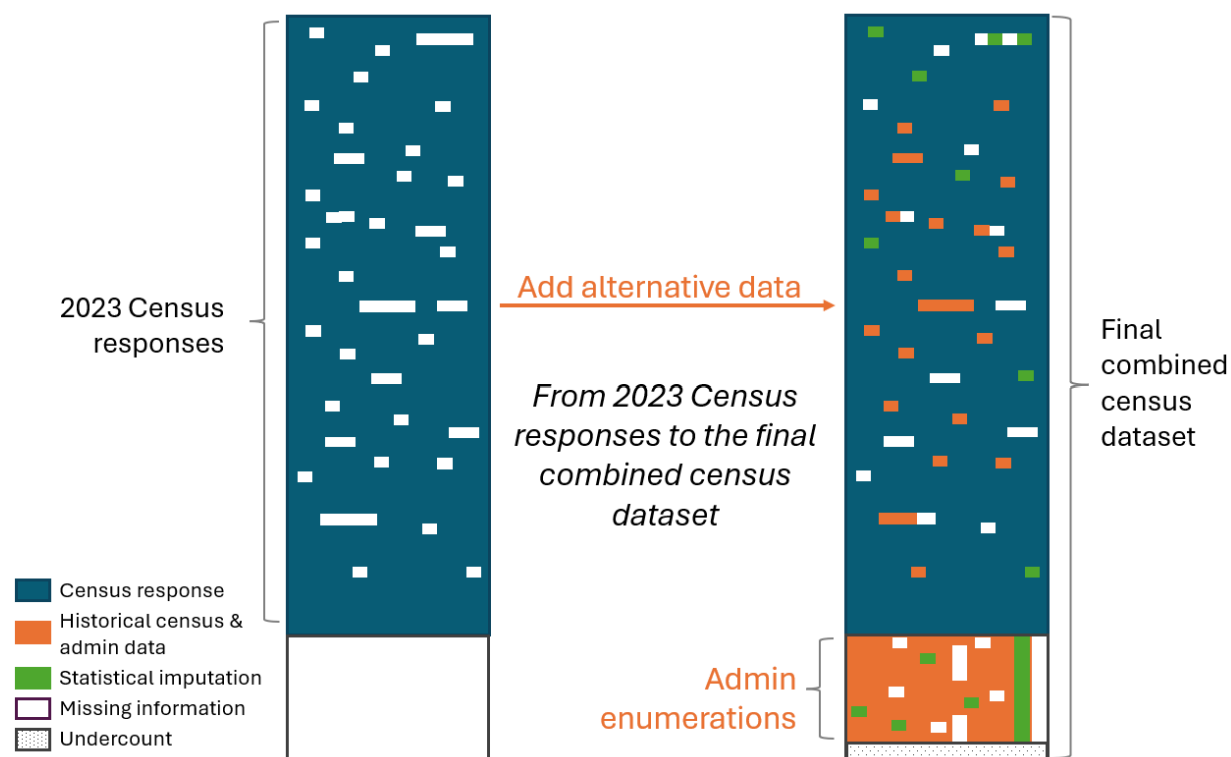 2023 Census
responses
Add alternative data
From 2023 Census
responses to the final
combined census
dataset
Final
combined
census
dataset
Admin
enumerations
Census response
Historical census &
admin data
Statistical imputation
Missing information
Undercount